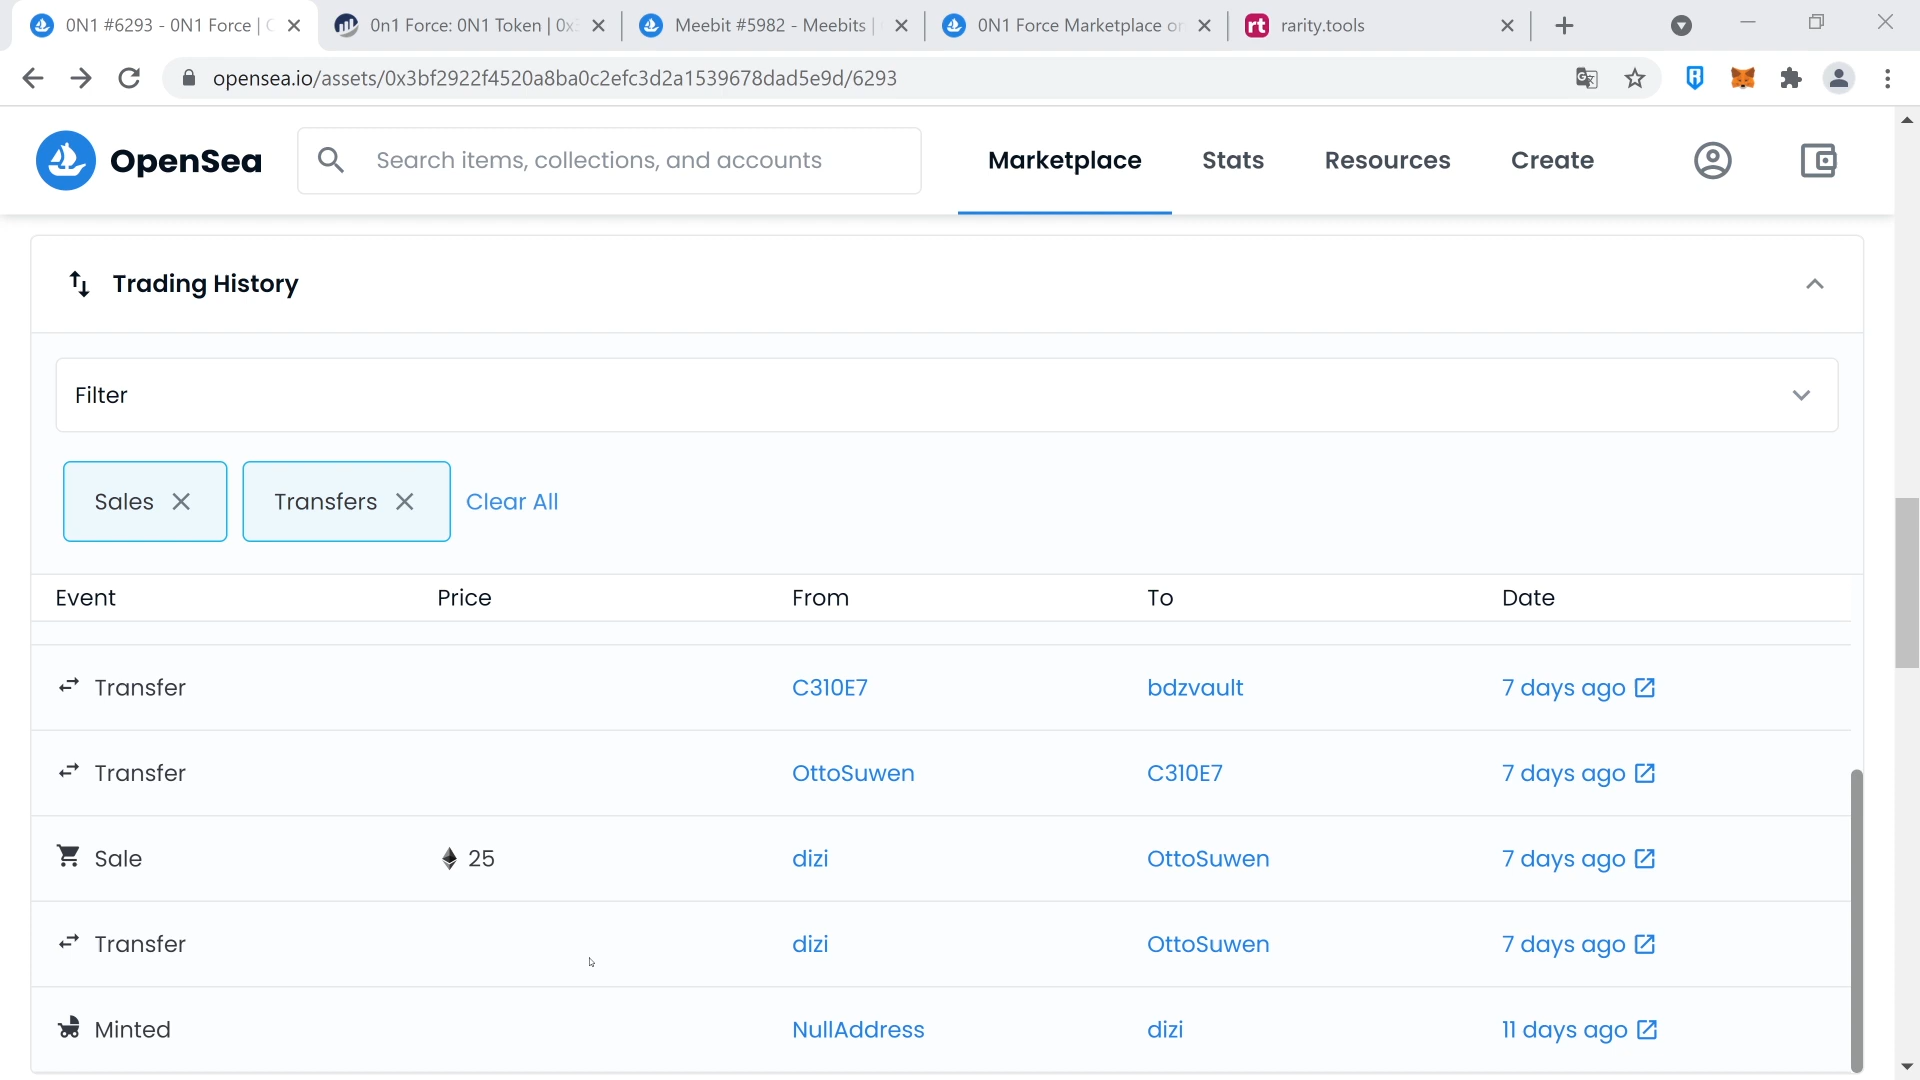 0N1 #6293 - 0N1 Force |
0n1 Force: 0N1 Token | 0x
Meebit #5982 - Meebits |
0N1 Force Marketplace on
rarity.tools
opensea.io/assets/0x3bf2922f4520a8ba0c2efc3d2a1539678dad5e9d/6293
OpenSea
Search items, collections, and accounts
Marketplace
Stats
Resources
Create
Trading History
Filter
Sales
Transfers
Clear All
Event Price From To Date
Transfer C310E7 bdzvault 7 days ago
Transfer OttoSuwen C310E7 7 days ago
Sale 25 dizi OttoSuwen 7 days ago
Transfer dizi OttoSuwen 7 days ago
Minted NullAddress dizi 11 days ago